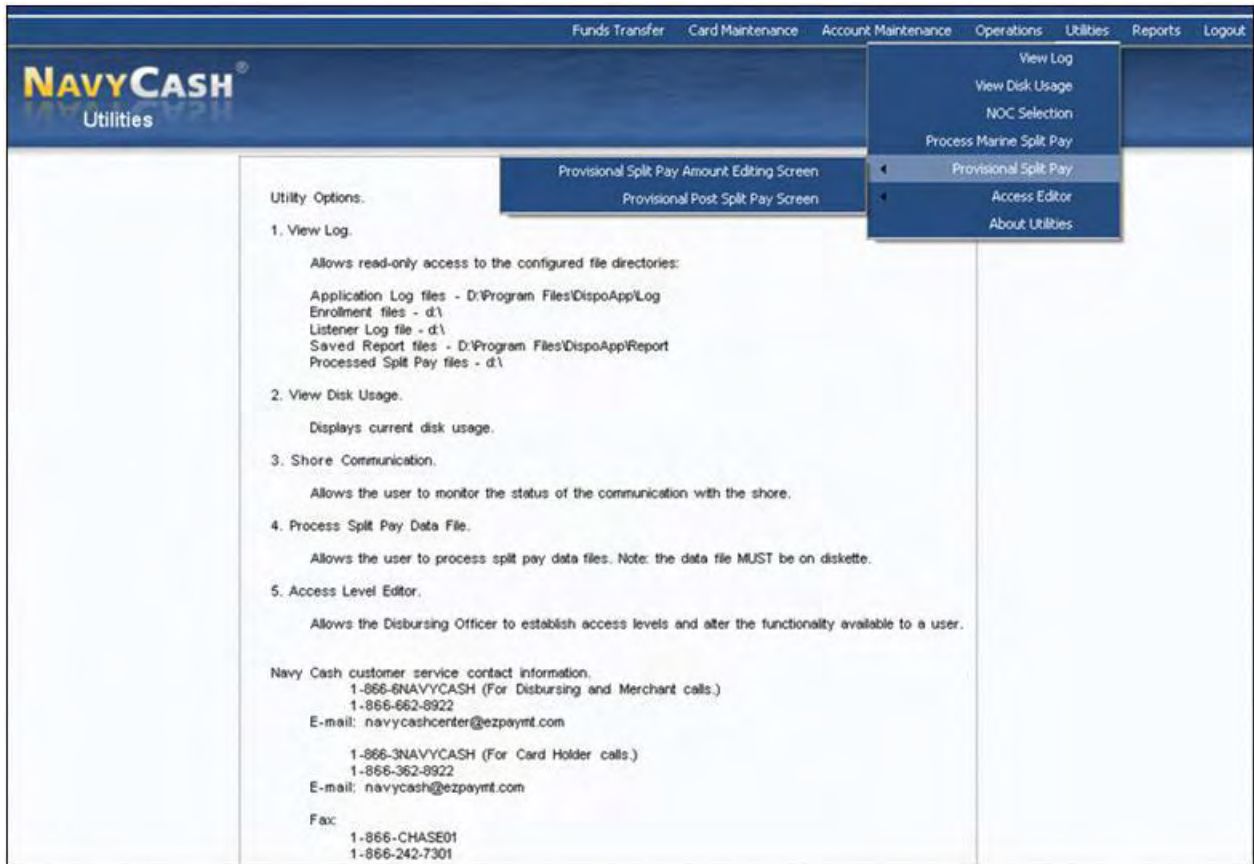 Funds Transfer Card Maintenance Account Maintenance Operations Utilities Reports Logout
NAVYCASH®
Utilities
View Log
View Disk Usage
NOC Selection
Process Marine Split Pay
Provisional Split Pay
Access Editor
About Utilities
Provisional Split Pay Amount Editing Screen
Provisional Post Split Pay Screen
Utility Options.
1. View Log.
Allows read-only access to the configured file directories:
Application Log files - D:\Program Files\DispoApp\Log
Enrollment files - d:\
Listener Log file - d:\
Saved Report files - D:\Program Files\DispoApp\Report
Processed Split Pay files - d:\
2. View Disk Usage.
Displays current disk usage.
3. Shore Communication.
Allows the user to monitor the status of the communication with the shore.
4. Process Split Pay Data File.
Allows the user to process split pay data files. Note: the data file MUST be on diskette.
5. Access Level Editor.
Allows the Disbursing Officer to establish access levels and alter the functionality available to a user.
Navy Cash customer service contact information.
1-866-6NAVYCASH (For Disbursing and Merchant calls.)
1-866-662-8922
E-mail: navycashcenter@ezpaymt.com
1-866-3NAVYCASH (For Card Holder calls.)
1-866-362-8922
E-mail: navycash@ezpaymt.com
Fax:
1-866-CHASE01
1-866-242-7301